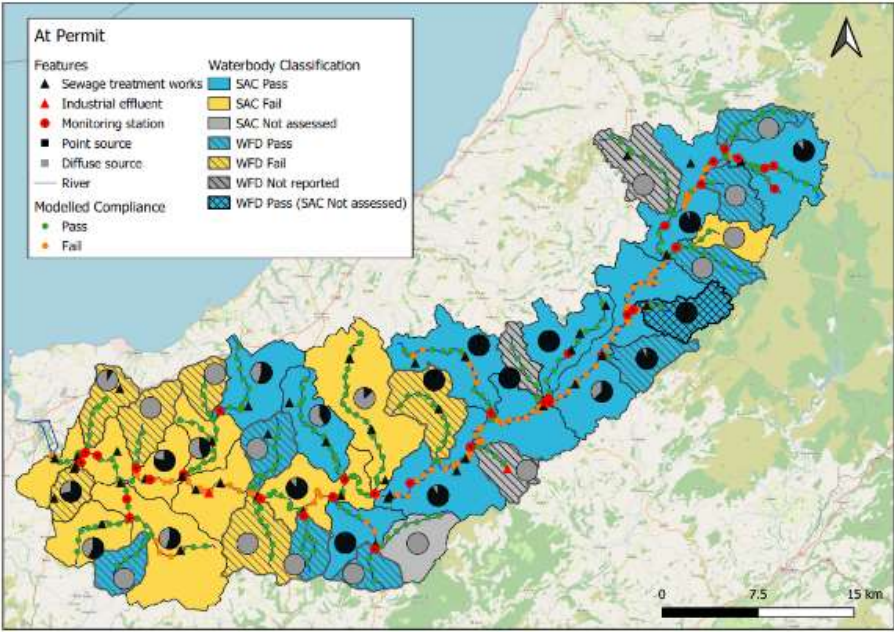 At Permit
Features
Sewage treatment works
Industrial effluent
Monitoring station
Point source
Diffuse source
River
Modelled Compliance
Pass
Fail
Waterbody Classification
SAC Pass
SAC Fail
SAC Not assessed
WFD Pass
WFD Fail
WFD Not reported
WFD Pass (SAC Not assessed)
0 7.5 15 km